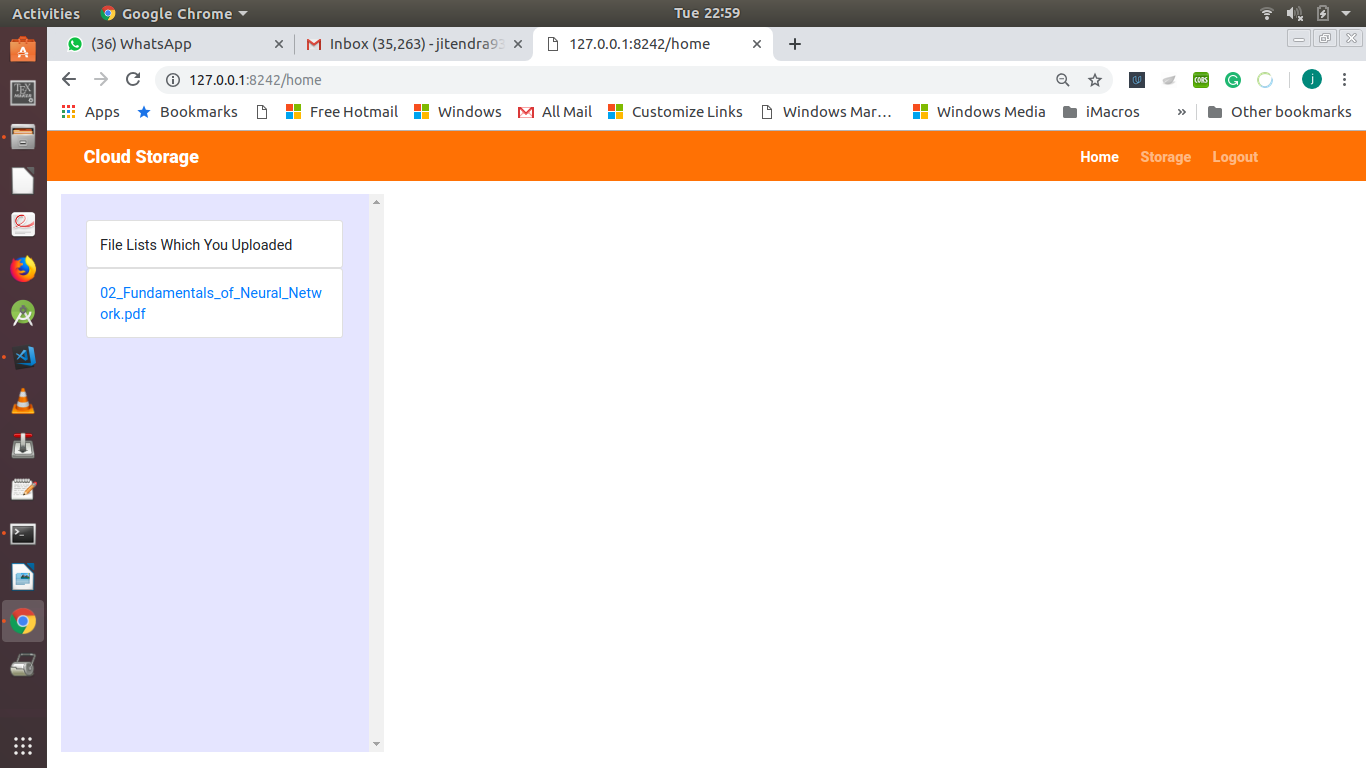 Activities Google Chrome Tue 22:59
(36) WhatsApp Inbox (35,263) - jitendra93 127.0.0.1:8242/home
127.0.0.1:8242/home j
Apps Bookmarks Free Hotmail Windows All Mail Customize Links Windows Mar... Windows Media iMacros » Other bookmarks
Cloud Storage Home Storage Logout
File Lists Which You Uploaded
02_Fundamentals_of_Neural_Netw
ork.pdf